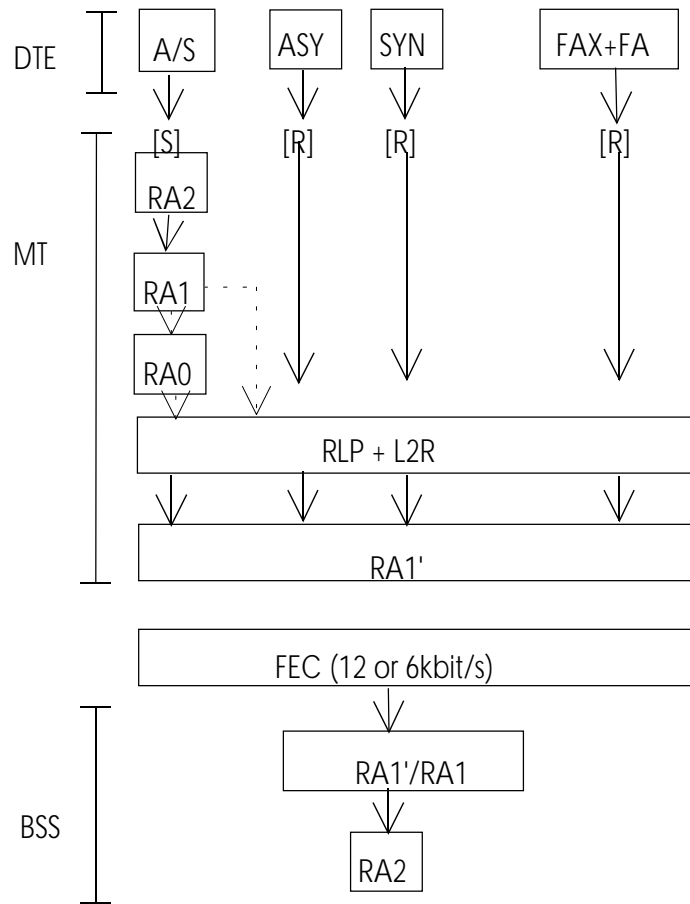 DTE
A/S
ASY
SYN
FAX+FA
[S]
[R]
[R]
[R]
MT
RA2
RA1
RA0
RLP + L2R
RA1'
FEC (12 or 6kbit/s)
BSS
RA1'/RA1
RA2